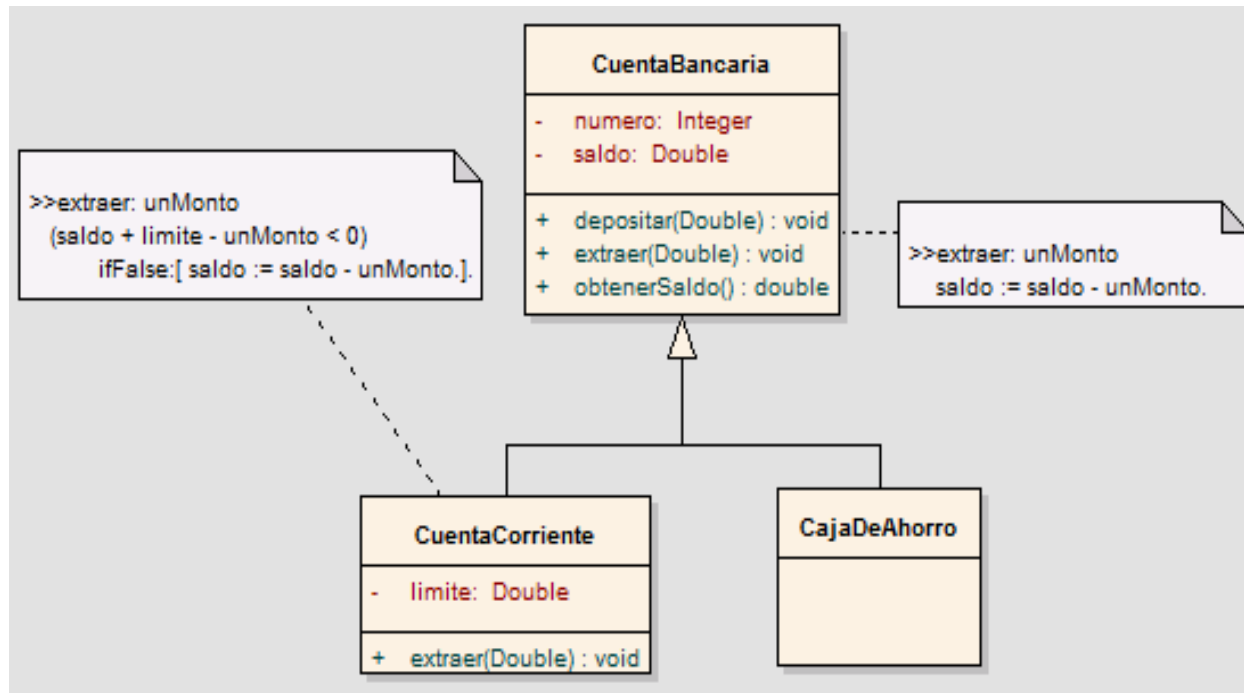 CuentaBancaria
- numero: Integer
- saldo: Double
+ depositar(Double) : void
+ extraer(Double) : void
+ obtenerSaldo() : double
>>extraer: unMonto
(saldo + limite - unMonto < 0)
ifFalse:[ saldo := saldo - unMonto.].
>>extraer: unMonto
saldo := saldo - unMonto.
CuentaCorriente
- limite: Double
+ extraer(Double) : void
CajaDeAhorro